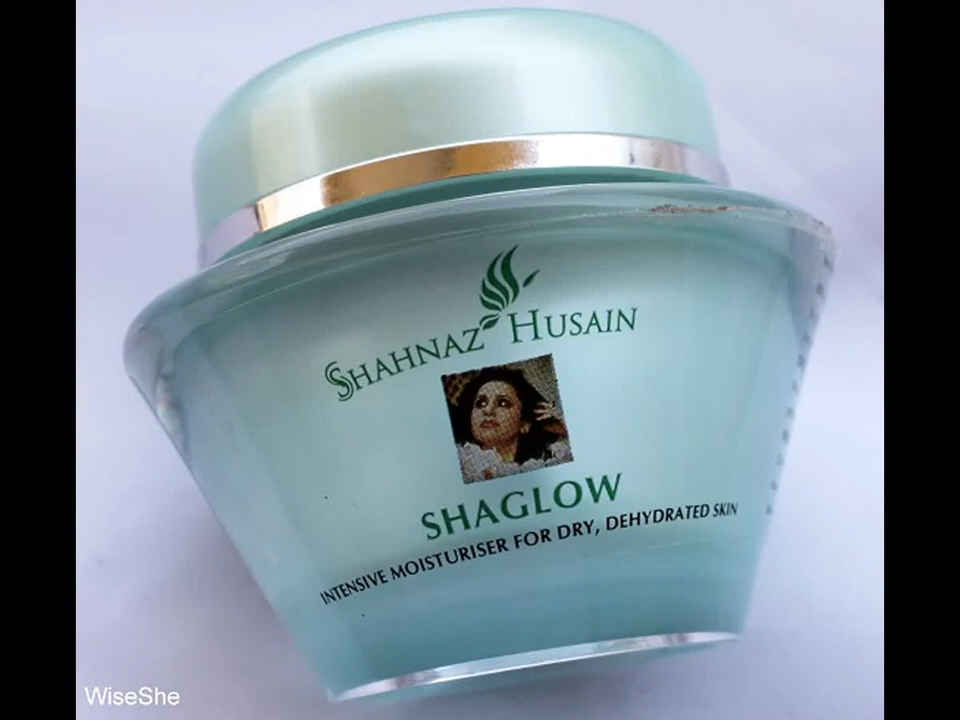 SHAHNAZ HUSAIN
SHAGLOW
INTENSIVE MOISTURISER FOR DRY, DEHYDRATED SKIN
WiseShe